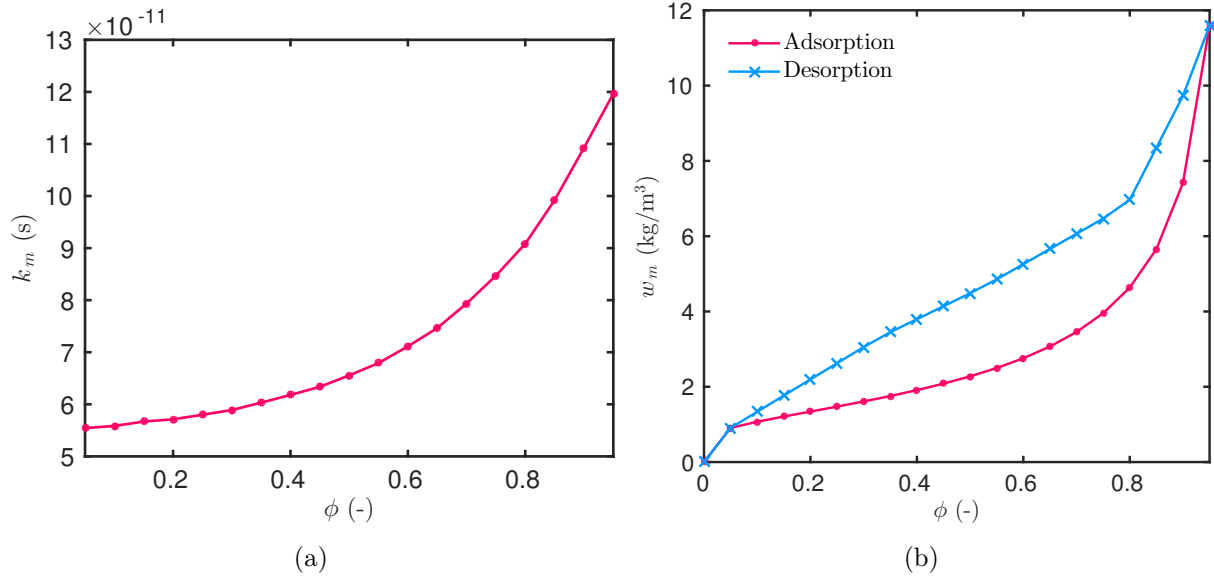 ×10 -11
13
12
11
10
9
8
7
6
5
0.2 0.4 0.6 0.8
k_m (s)
ϕ (-)
(a)
12
10
8
6
4
2
0
0 0.2 0.4 0.6 0.8
w_m (kg/m³)
Adsorption
Desorption
ϕ (-)
(b)